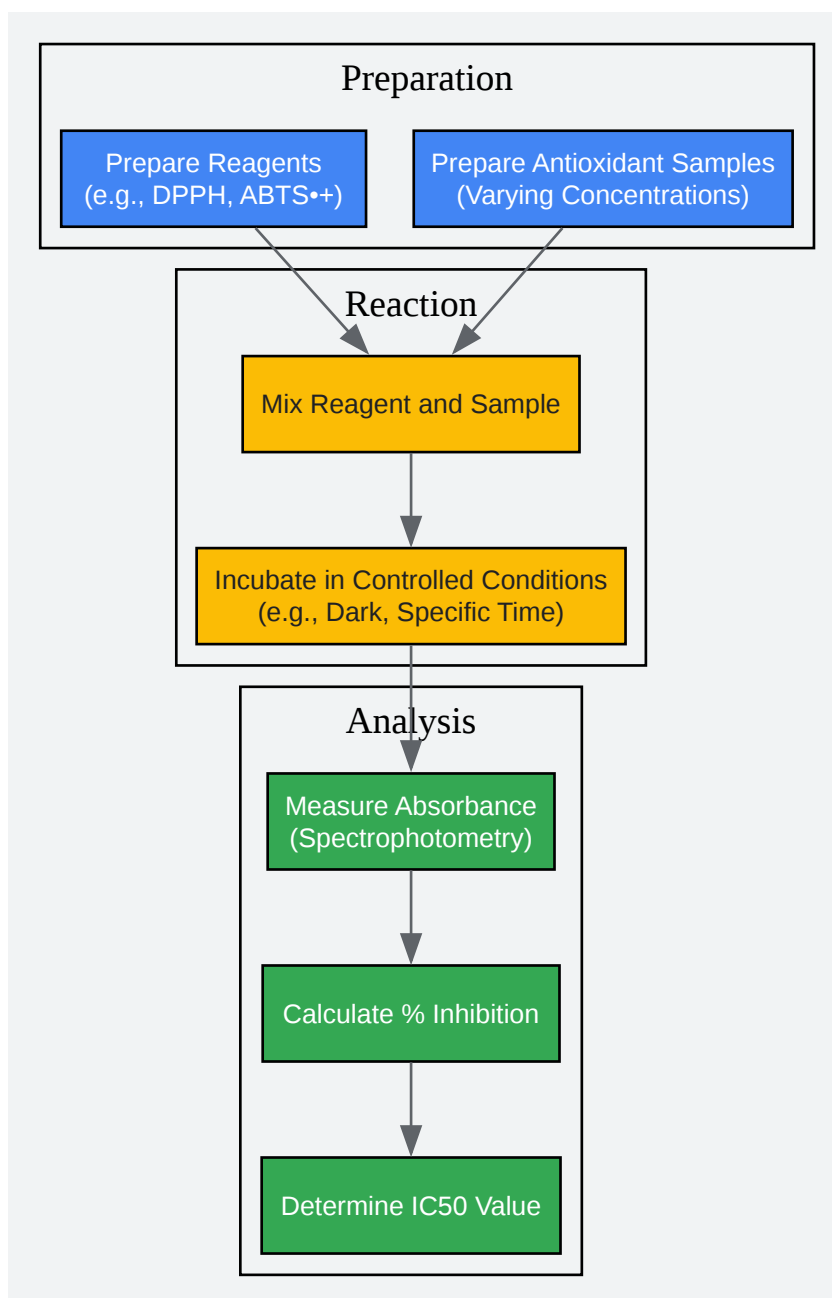 Preparation
Prepare Reagents
(e.g., DPPH, ABTS•+)
Prepare Antioxidant Samples
(Varying Concentrations)
Reaction
Mix Reagent and Sample
Incubate in Controlled Conditions
(e.g., Dark, Specific Time)
Analysis
Measure Absorbance
(Spectrophotometry)
Calculate % Inhibition
Determine IC50 Value